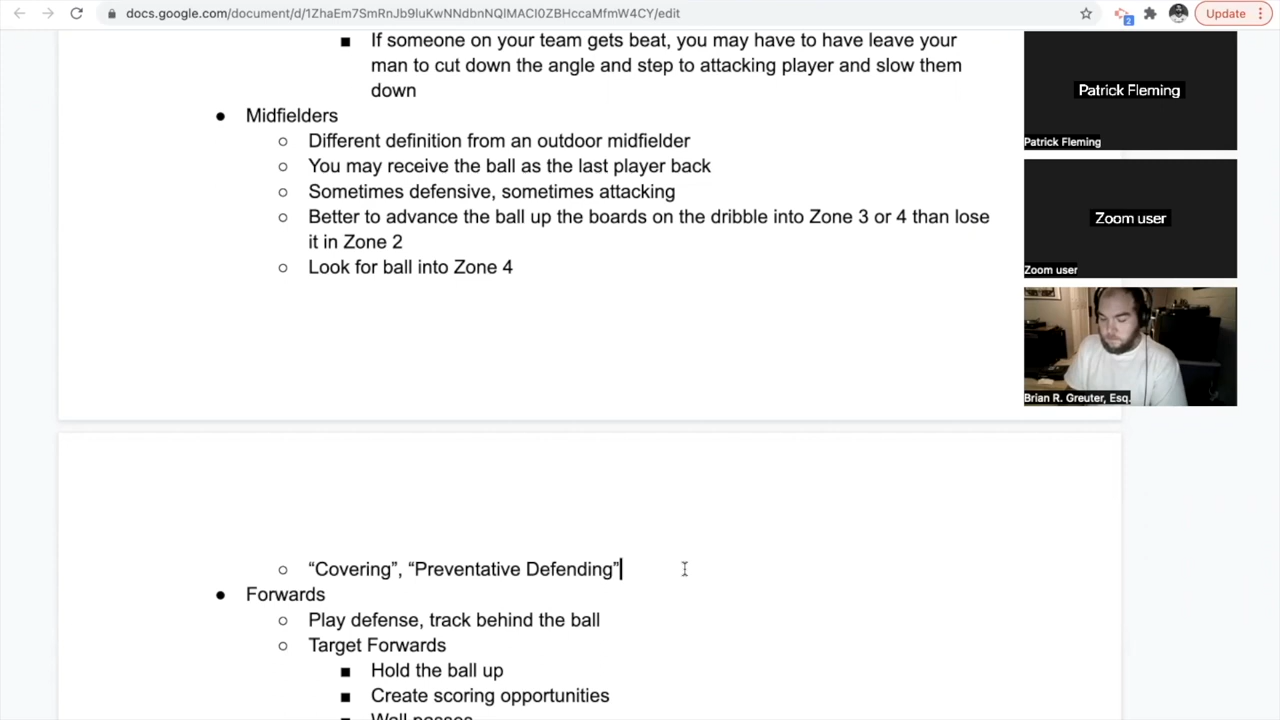 docs.google.com/document/d/1ZhaEm7SmRnJb9IuKwNNdbnNQIMACI0ZBHccaMfmW4CY/edit
2
Update
■ If someone on your team gets beat, you may have to have leave your
man to cut down the angle and step to attacking player and slow them
down
● Midfielders
○ Different definition from an outdoor midfielder
○ You may receive the ball as the last player back
○ Sometimes defensive, sometimes attacking
○ Better to advance the ball up the boards on the dribble into Zone 3 or 4 than lose
it in Zone 2
○ Look for ball into Zone 4
○ “Covering”, “Preventative Defending”
● Forwards
○ Play defense, track behind the ball
○ Target Forwards
■ Hold the ball up
■ Create scoring opportunities
■ Wall passes
Patrick Fleming
Patrick Fleming
Zoom user
Zoom user
Brian R. Greuter, Esq.